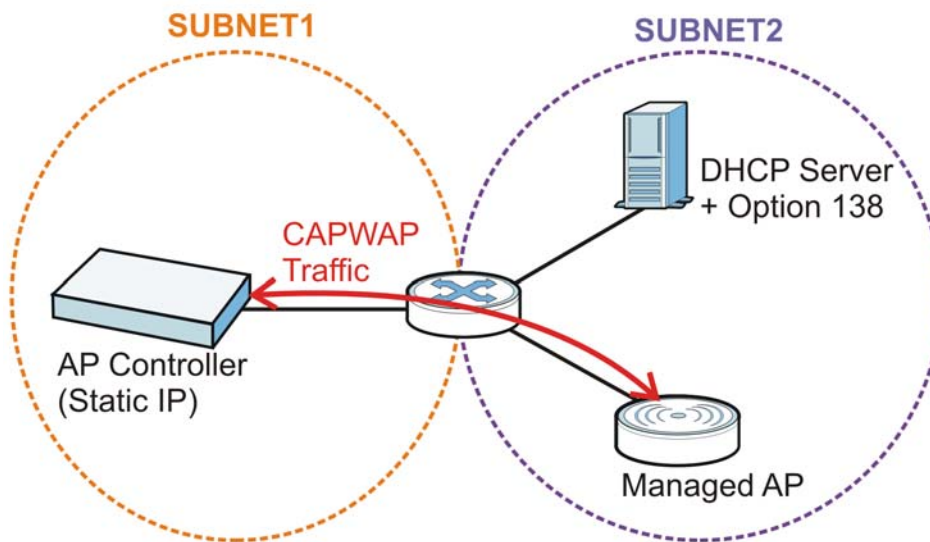 SUBNET1
SUBNET2
DHCP Server
+ Option 138
CAPWAP
Traffic
AP Controller
(Static IP)
Managed AP